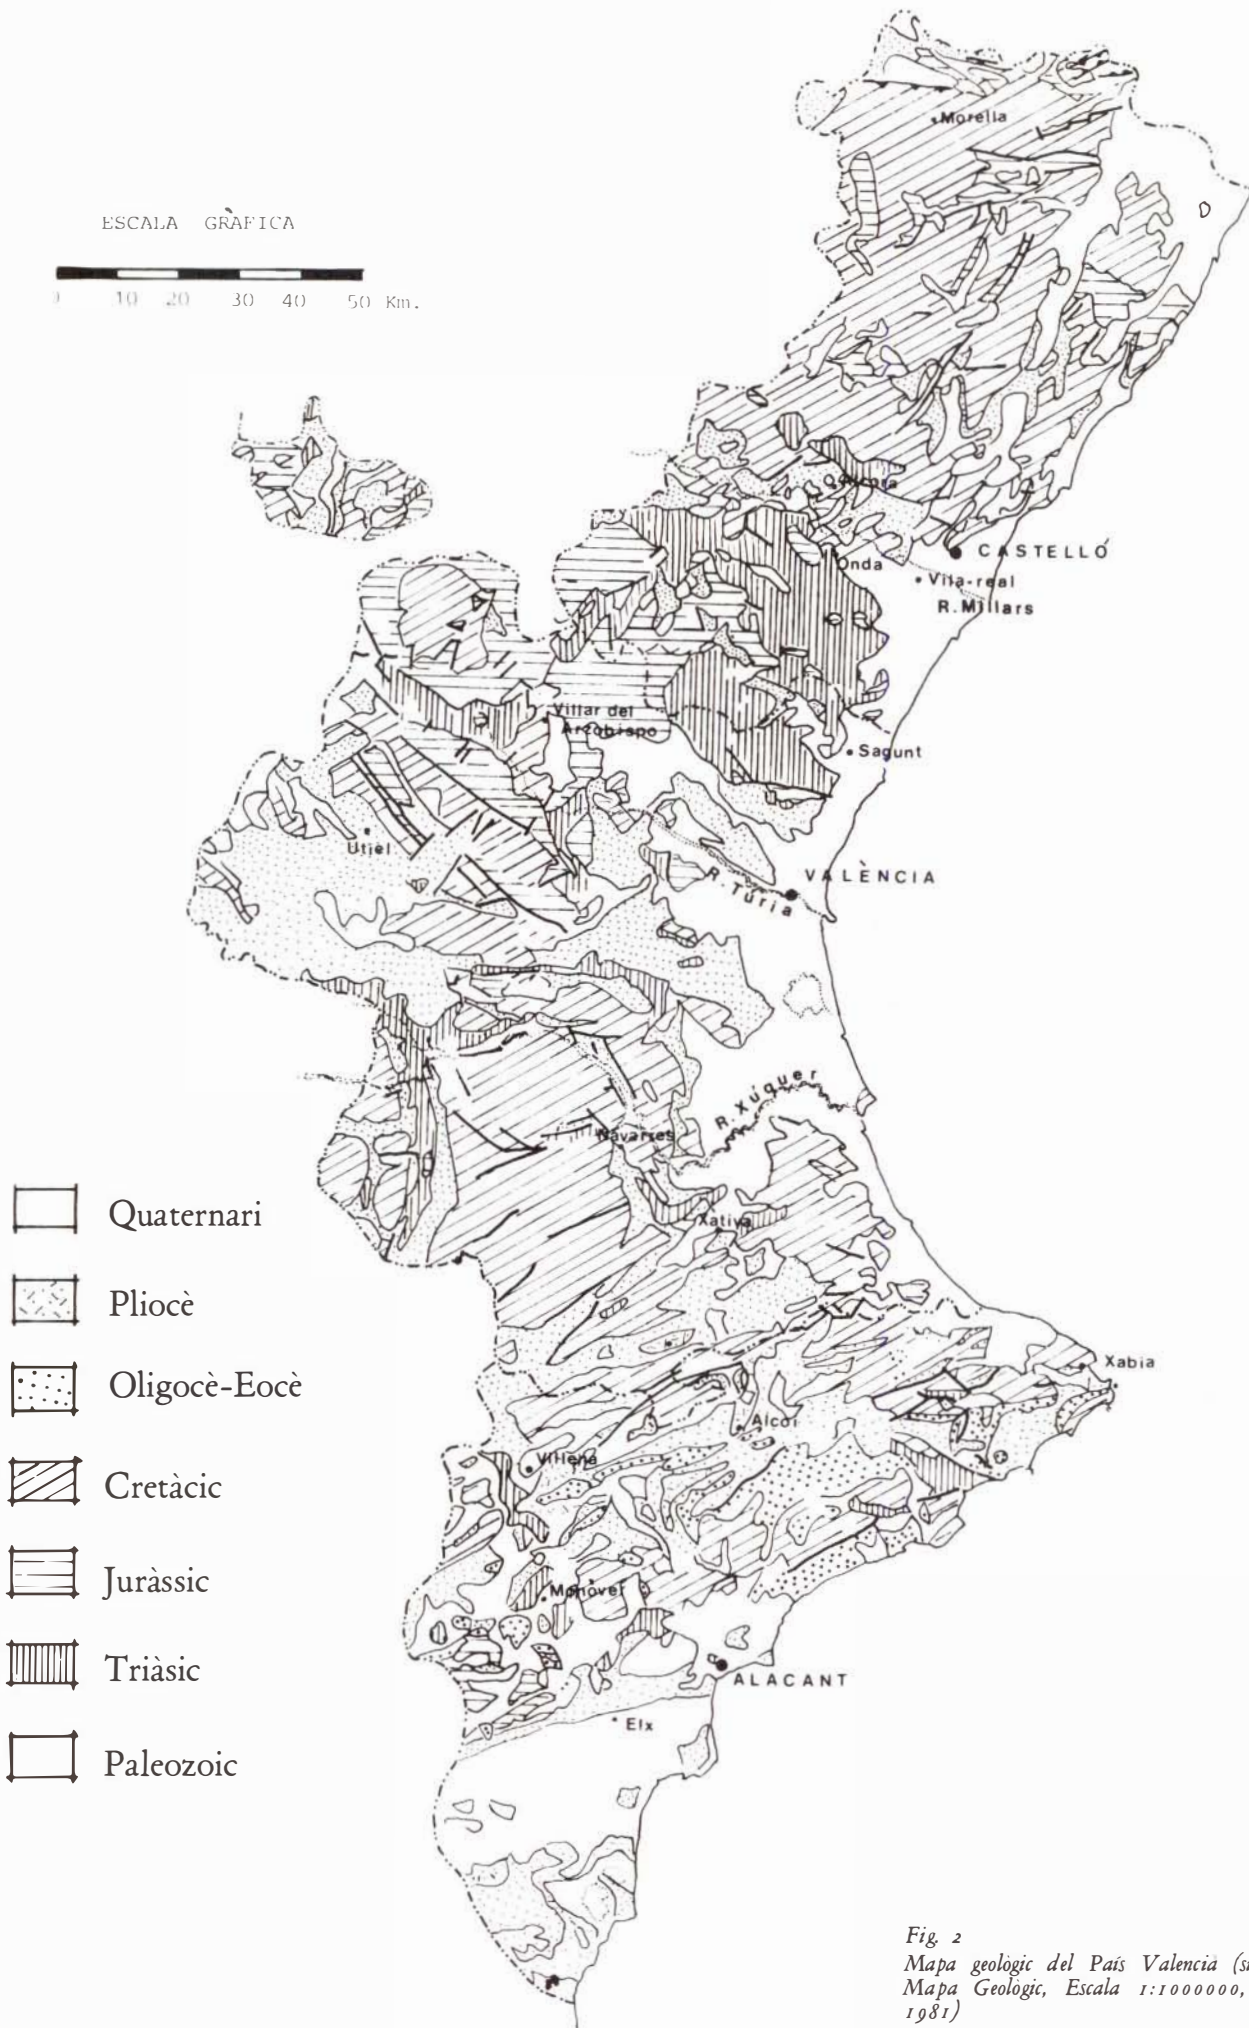 ESCALA GRÀFICA
0 10 20 30 40 50 Km.
Morella
Alcora
CASTELLÓ
Onda
Vila-real
R. Millars
Villar del
Arzobispo
Sagunt
Utiel
VALÈNCIA
R. Túria
R. Xúquer
Navarrés
Xativa
Quaternari
Pliocè
Oligocè-Eocè
Cretàcic
Juràssic
Triàsic
Paleozoic
Xabia
Alcoi
Villena
Monòver
ALACANT
Elx
Fig. 2
Mapa geològic del País Valencià
Mapa Geològic, Escala 1:1000000,
1981)